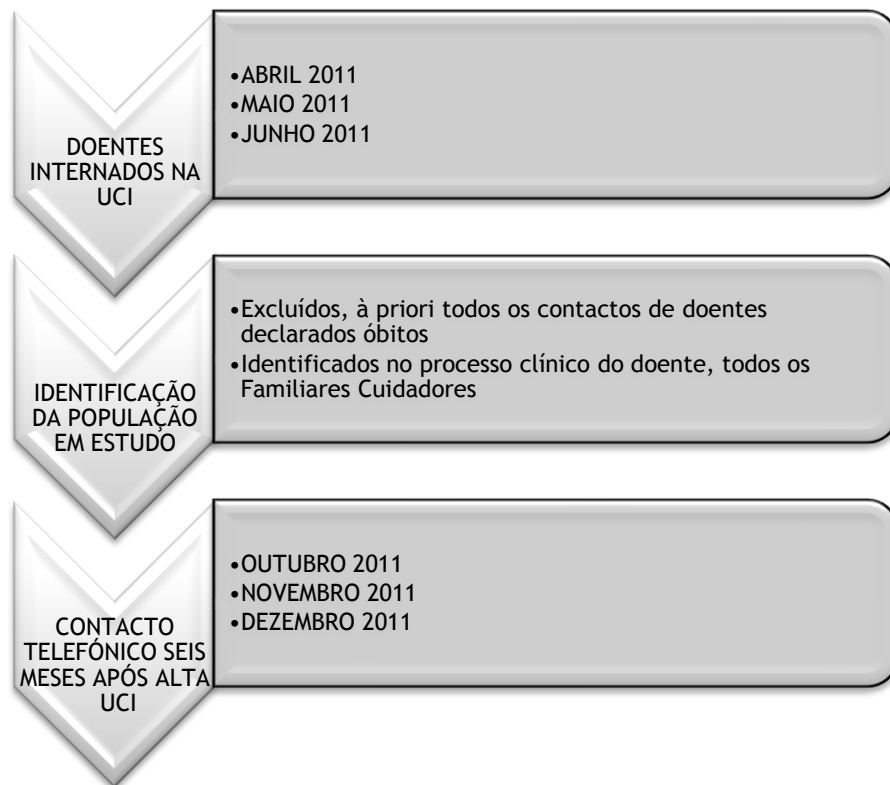 DOENTES
INTERNADOS NA
UCI
•ABRIL 2011
•MAIO 2011
•JUNHO 2011
IDENTIFICAÇÃO
DA POPULAÇÃO
EM ESTUDO
•Excluídos, à priori todos os contactos de doentes
declarados óbitos
•Identificados no processo clínico do doente, todos os
Familiares Cuidadores
CONTACTO
TELEFÓNICO SEIS
MESES APÓS ALTA
UCI
•OUTUBRO 2011
•NOVEMBRO 2011
•DEZEMBRO 2011